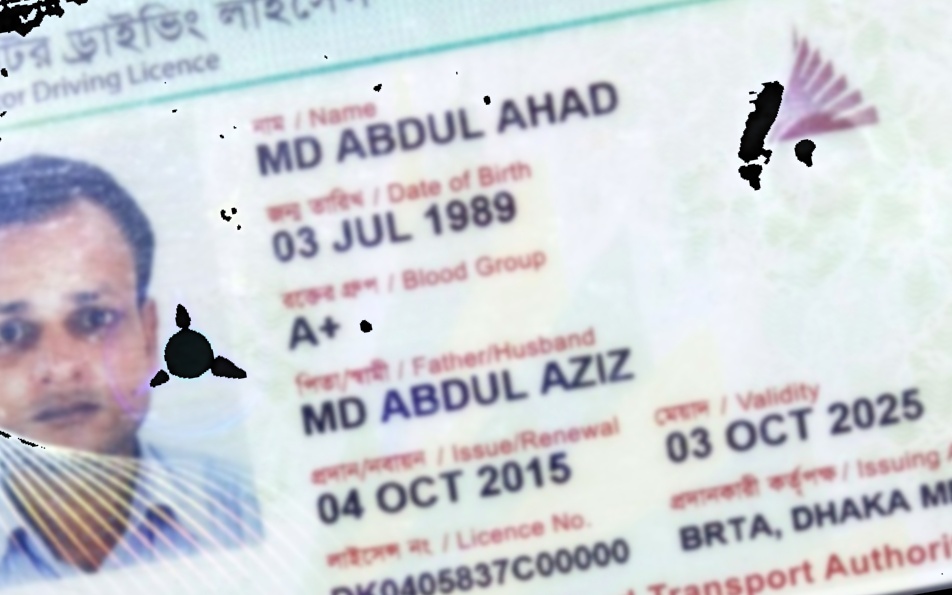 ড্রাইভিং লাইসেন্স
or Driving Licence
নাম / Name
MD ABDUL AHAD
জন্ম তারিখ / Date of Birth
03 JUL 1989
রক্তের গ্রুপ / Blood Group
A+
পিতা/স্বামী / Father/Husband
MD ABDUL AZIZ
প্রদান/নবায়ন / Issue/Renewal
04 OCT 2015
মেয়াদ / Validity
03 OCT 2025
লাইসেন্স নং / Licence No.
DK0405837C00000
প্রদানকারী কর্তৃপক্ষ / Issuing
BRTA, DHAKA
Transport Authori